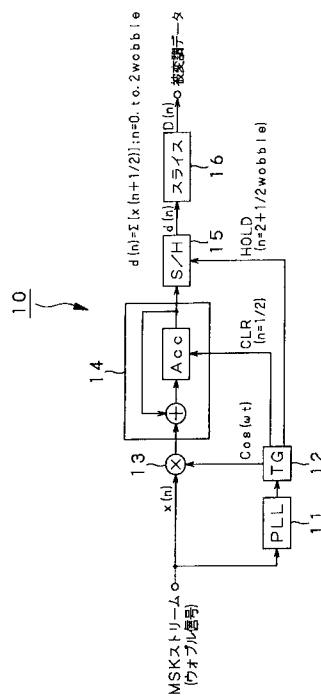 10
d(n)=Σ[x(n+1/2)];n=0.to.2wobble
14
13
x(n)
Acc
S/H
15
d(n)
スライス
16
D(n)
被変調データ
MSKストリーム
(ウォブル信号)
Cos(ωt)
CLR
(n=1/2)
HOLD
(n=2+1/2wobble)
PLL
11
TG
12